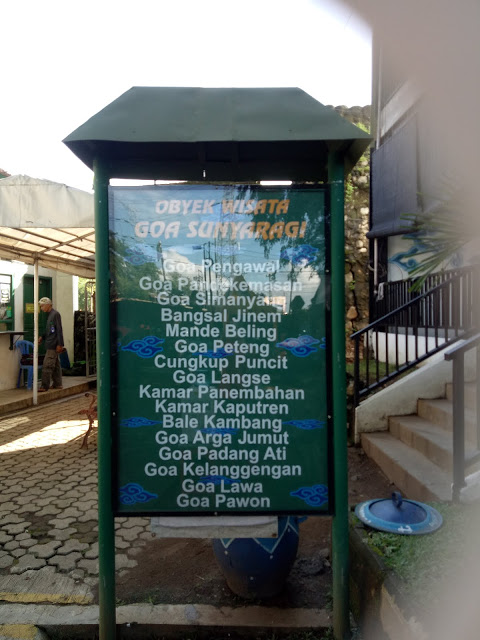 OBYEK WISATA
GOA SUNYARAGI
Goa Pengawal
Goa Pandekemasan
Goa Simanyang
Bangsal Jinem
Mande Beling
Goa Peteng
Cungkup Puncit
Goa Langse
Kamar Panembahan
Kamar Kaputren
Bale Kambang
Goa Arga Jumut
Goa Padang Ati
Goa Kelanggengan
Goa Lawa
Goa Pawon